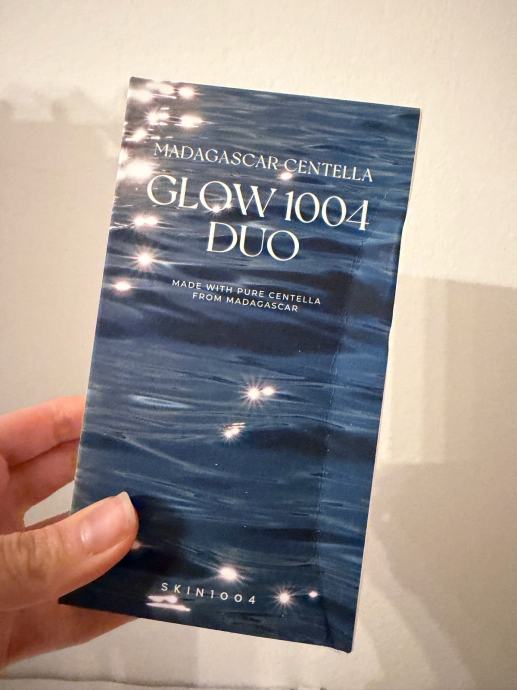 MADAGASCAR CENTELLA
GLOW 1004
DUO
MADE WITH PURE CENTELLA
FROM MADAGASCAR
SKIN1004